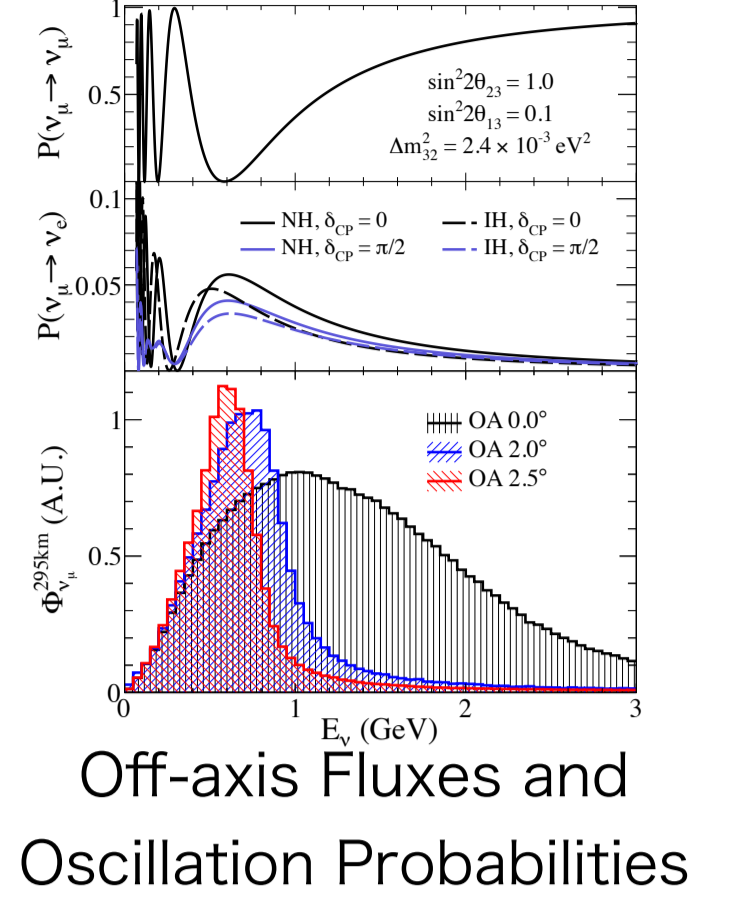 1
P(νμ → νμ)
0.5
sin²2θ₂₃ = 1.0
sin²2θ₁₃ = 0.1
Δm²₃₂ = 2.4 × 10⁻³ eV²
0.1
P(νμ → νe)
0.05
NH, δCP = 0
IH, δCP = 0
NH, δCP = π/2
IH, δCP = π/2
1
Φνμ^295km (A.U.)
0.5
0
OA 0.0°
OA 2.0°
OA 2.5°
0 1 2 3
Eν (GeV)
Off-axis Fluxes and
Oscillation Probabilities